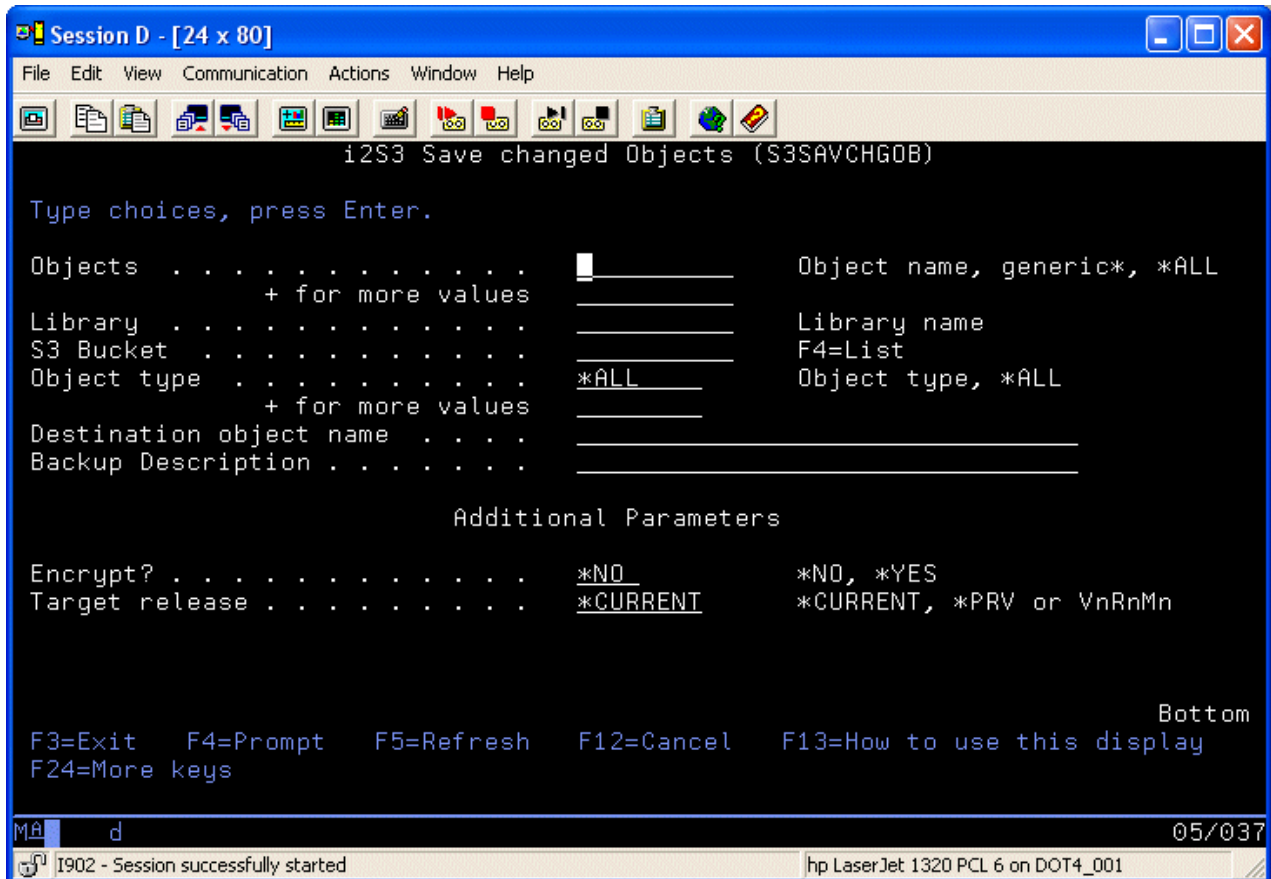 Session D - [24 x 80]
File Edit View Communication Actions Window Help
i2S3 Save changed Objects (S3SAVCHGOB)
Type choices, press Enter.
Objects . . . . . . . . . . . . Object name, generic*, *ALL
+ for more values
Library . . . . . . . . . . . . Library name
S3 Bucket . . . . . . . . . . . F4=List
Object type . . . . . . . . . . *ALL Object type, *ALL
+ for more values
Destination object name . . . .
Backup Description . . . . . . .
Additional Parameters
Encrypt? . . . . . . . . . . . . *NO *NO, *YES
Target release . . . . . . . . . *CURRENT *CURRENT, *PRV or VnRnMn
Bottom
F3=Exit F4=Prompt F5=Refresh F12=Cancel F13=How to use this display
F24=More keys
MA d 05/037
I902 - Session successfully started hp LaserJet 1320 PCL 6 on DOT4_001